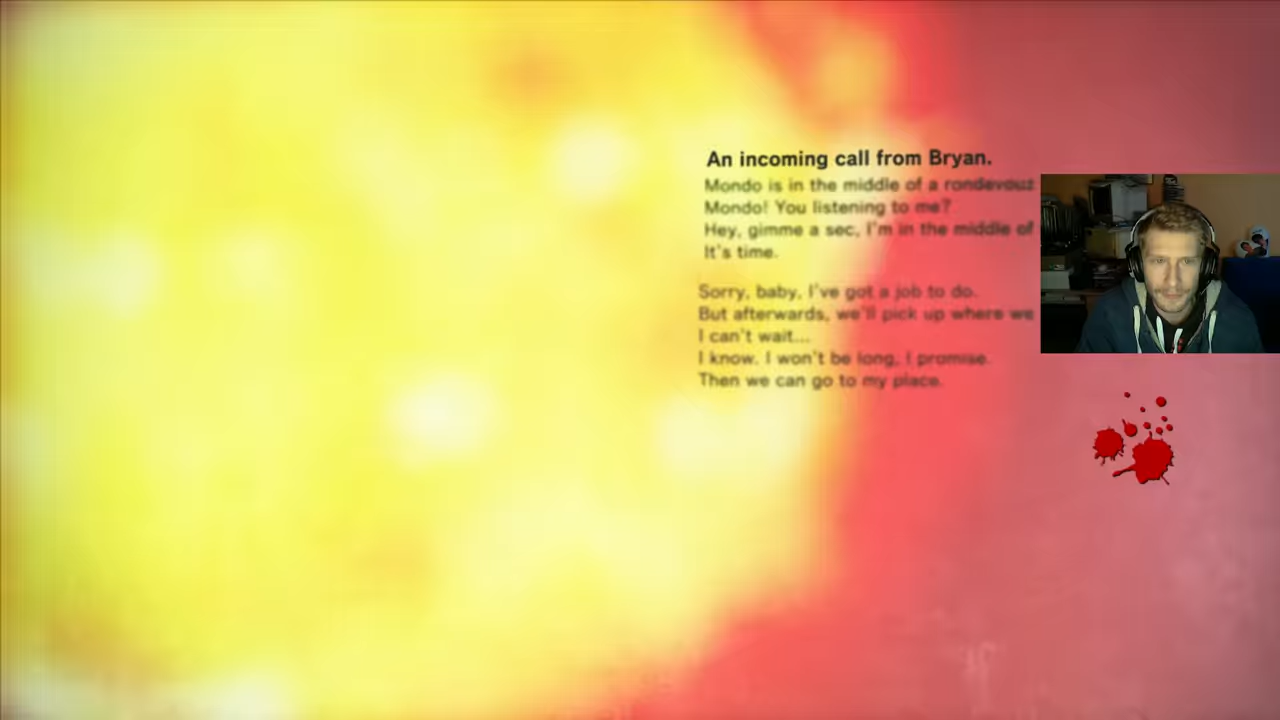 An incoming call from Bryan.
Mondo is in the middle of a rondevouz
Mondo! You listening to me?
Hey, gimme a sec, I'm in the middle of
It's time.
Sorry, baby, I've got a job to do.
But afterwards, we'll pick up where we
I can't wait...
I know. I won't be long, I promise.
Then we can go to my place.